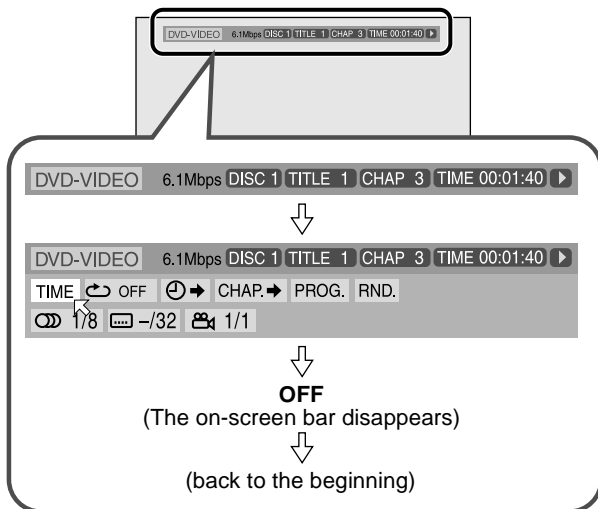 DVD-VIDEO 6.1Mbps DISC 1 TITLE 1 CHAP 3 TIME 00:01:40
DVD-VIDEO 6.1Mbps DISC 1 TITLE 1 CHAP 3 TIME 00:01:40
DVD-VIDEO 6.1Mbps DISC 1 TITLE 1 CHAP 3 TIME 00:01:40
TIME OFF CHAP. PROG. RND.
1/8 –/32 1/1
OFF
(The on-screen bar disappears)
(back to the beginning)